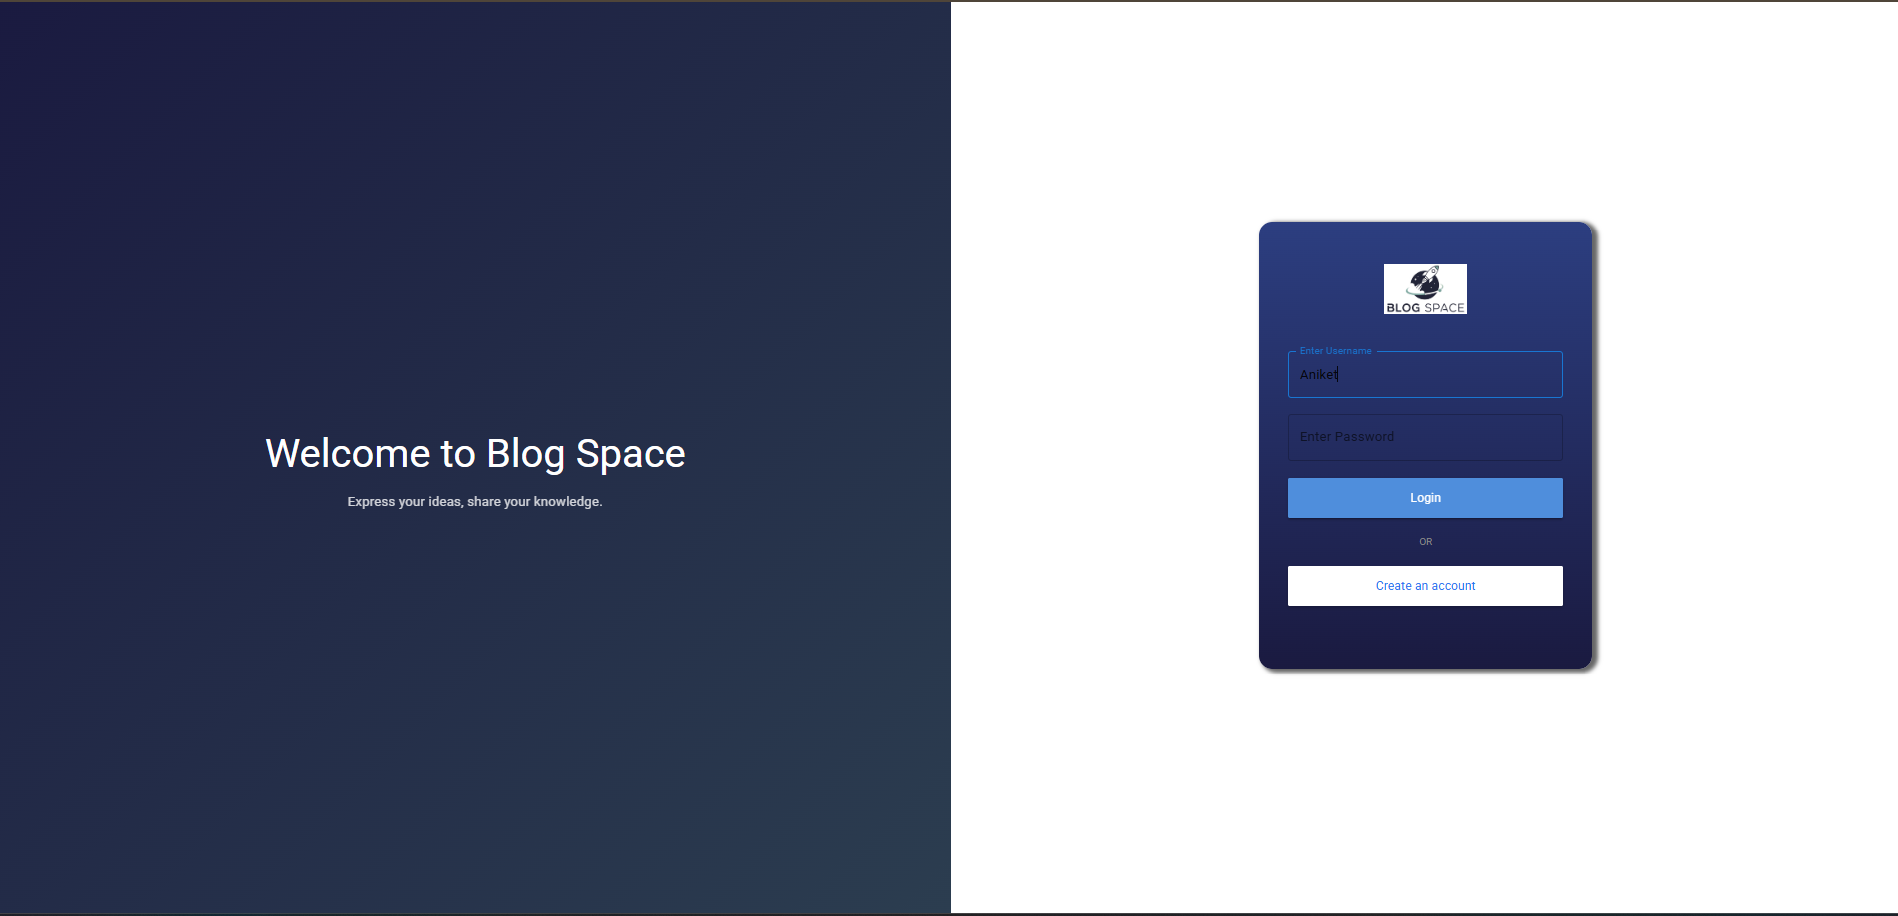 Welcome to Blog Space
Express your ideas, share your knowledge.
BLOG SPACE
Enter Username
Aniket
Enter Password
Login
OR
Create an account